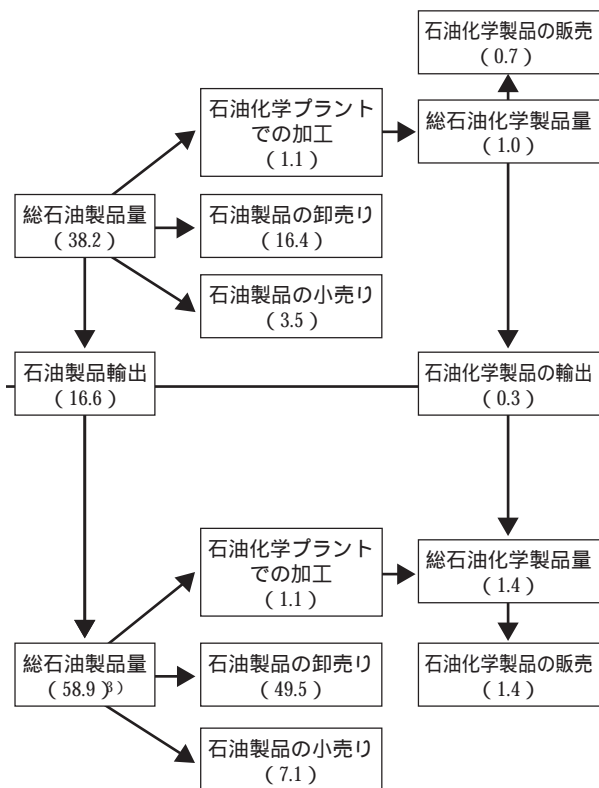 石油化学製品の販売
（0.7）
石油化学プラント
での加工
（1.1）
総石油化学製品量
（1.0）
総石油製品量
（38.2）
石油製品の卸売り
（16.4）
石油製品の小売り
（3.5）
石油製品輸出
（16.6）
石油化学製品の輸出
（0.3）
石油化学プラント
での加工
（1.1）
総石油化学製品量
（1.4）
総石油製品量
（58.9）3）
石油製品の卸売り
（49.5）
石油化学製品の販売
（1.4）
石油製品の小売り
（7.1）